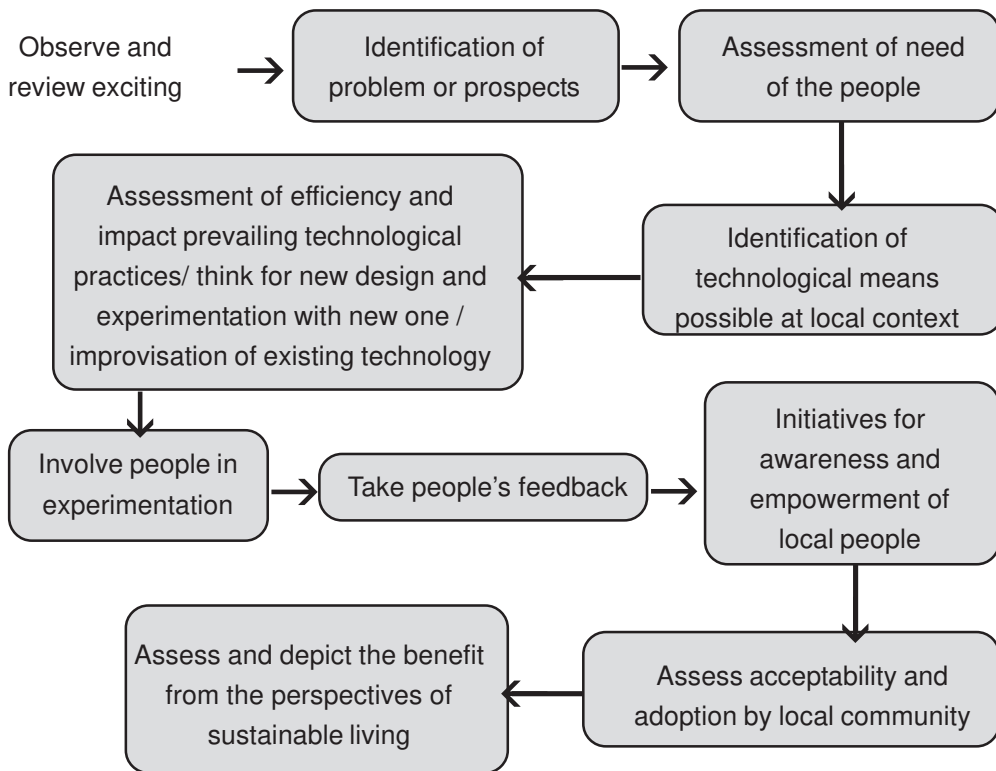 Observe and
review exciting
Identification of
problem or prospects
Assessment of need
of the people
Identification of
technological means
possible at local context
Assessment of efficiency and
impact prevailing technological
practices/ think for new design and
experimentation with new one /
improvisation of existing technology
Involve people in
experimentation
Take people’s feedback
Initiatives for
awareness and
empowerment of
local people
Assess acceptability and
adoption by local community
Assess and depict the benefit
from the perspectives of
sustainable living